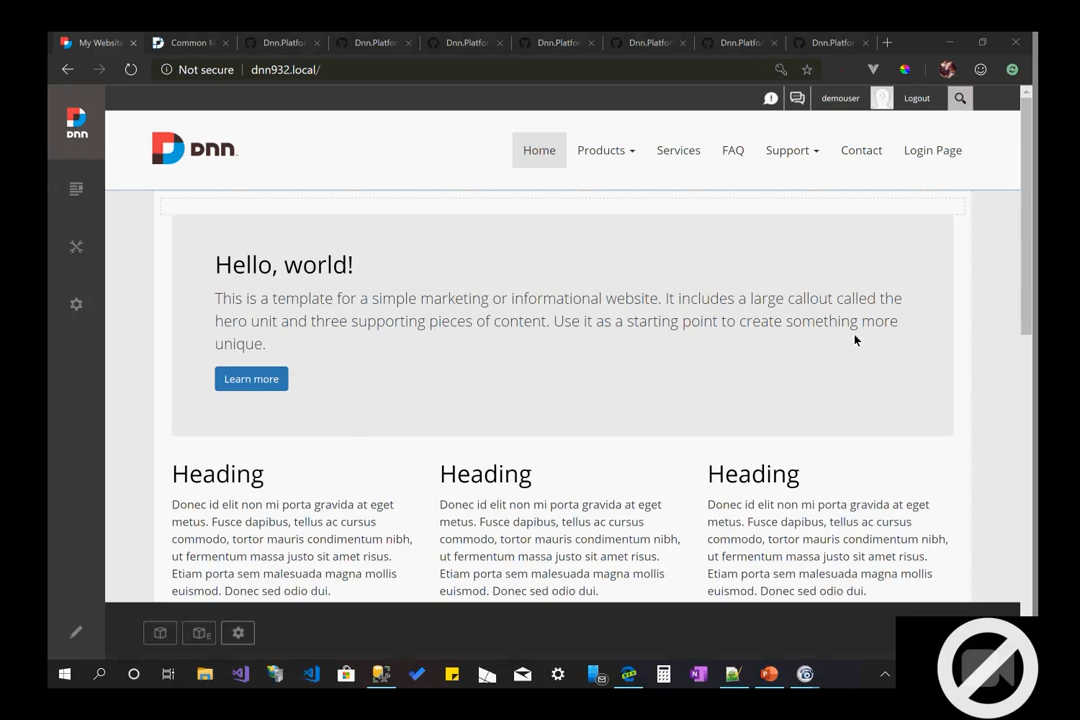 My Website
Common
Dnn.Platfor
Dnn.Platfor
Dnn.Platfor
Dnn.Platfor
Dnn.Platfor
Dnn.Platfor
Dnn.Platfor
Not secure
dnn932.local/
demouser
Logout
DNN
DNN
Home
Products
Services
FAQ
Support
Contact
Login Page
Hello, world!
This is a template for a simple marketing or informational website. It includes a large callout called the
hero unit and three supporting pieces of content. Use it as a starting point to create something more
unique.
Learn more
Heading
Donec id elit non mi porta gravida at eget
metus. Fusce dapibus, tellus ac cursus
commodo, tortor mauris condimentum nibh,
ut fermentum massa justo sit amet risus.
Etiam porta sem malesuada magna mollis
euismod. Donec sed odio dui.
Heading
Donec id elit non mi porta gravida at eget
metus. Fusce dapibus, tellus ac cursus
commodo, tortor mauris condimentum nibh,
ut fermentum massa justo sit amet risus.
Etiam porta sem malesuada magna mollis
euismod. Donec sed odio dui.
Heading
Donec id elit non mi porta gravida at eget
metus. Fusce dapibus, tellus ac cursus
commodo, tortor mauris condimentum nibh,
ut fermentum massa justo sit amet risus.
Etiam porta sem malesuada magna mollis
euismod. Donec sed odio dui.
E